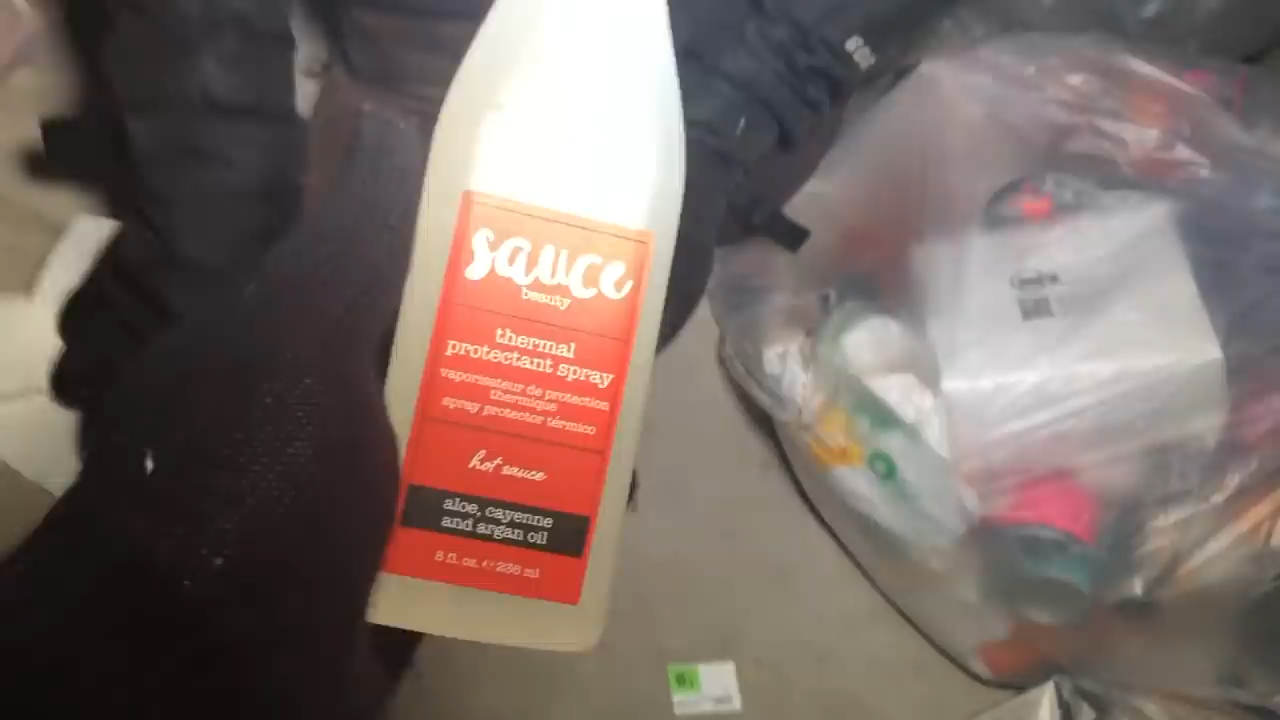 sauce
beauty
thermal
protectant spray
vaporisateur de protection
thermique
spray protector térmico
hot sauce
aloe, cayenne
and argan oil
8 fl. oz. e 236 ml